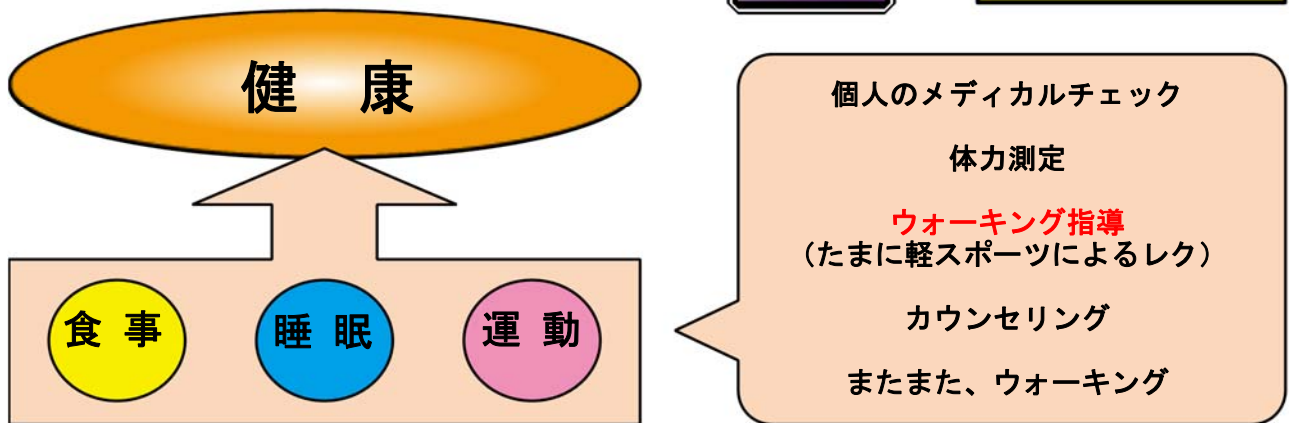 健 康
食 事
睡 眠
運 動
個人のメディカルチェック
体力測定
ウォーキング指導
（たまに軽スポーツによるレク）
カウンセリング
またまた、ウォーキング